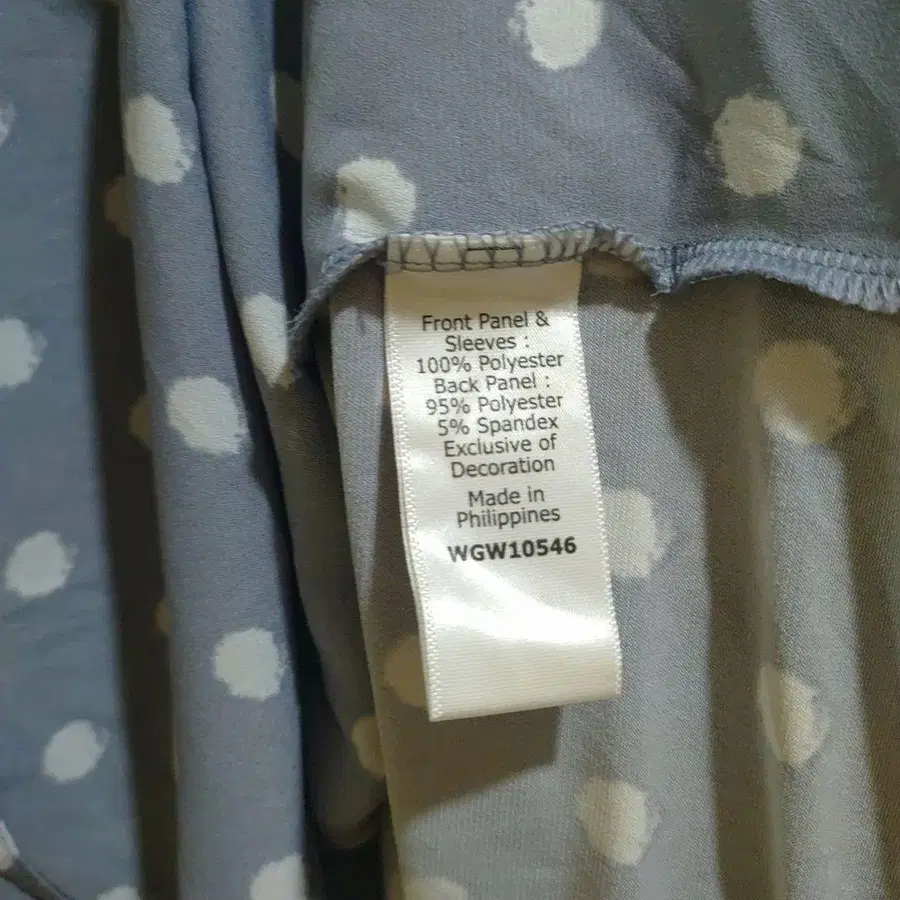 Front Panel &
Sleeves :
100% Polyester
Back Panel :
95% Polyester
5% Spandex
Exclusive of
Decoration
Made in
Philippines
WGW10546